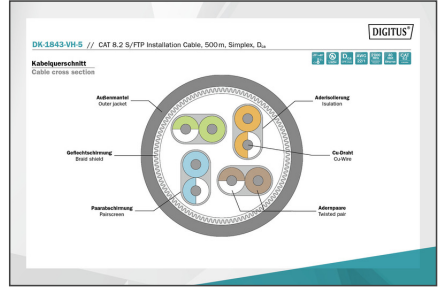 DIGITUS®
DK-1843-VH-5 // CAT 8.2 S/FTP Installation Cable, 500m, Simplex, Dca
Kabelquerschnitt
Cable cross section
Außenmantel
Outer jacket
Aderisolierung
Isolation
Geflechtschirmung
Braid shield
Cu-Draht
Cu-Wire
Paarabschirmung
Pairscreen
Adernpaare
Twisted pair